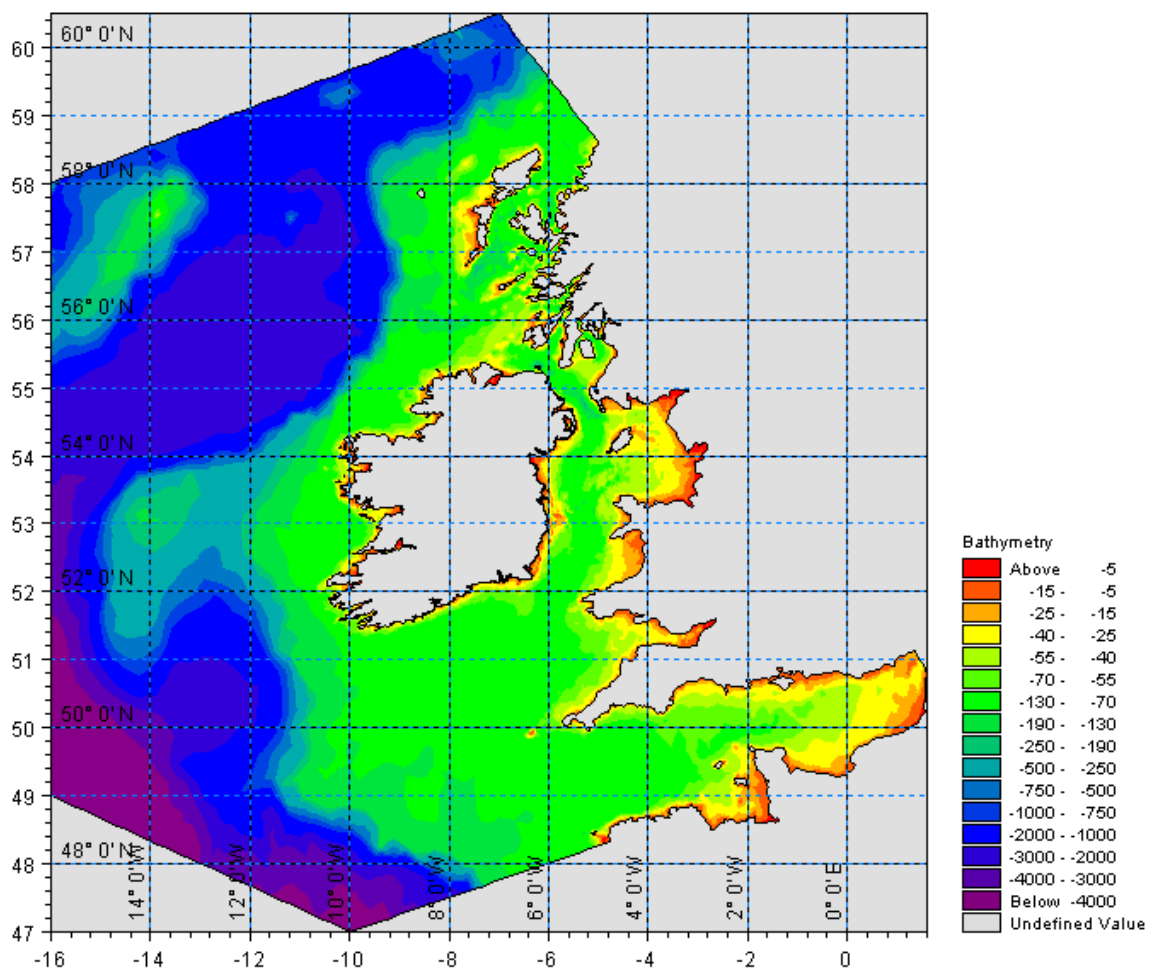 60
60° 0' N
59
58° 0' N
58
57
56° 0' N
56
55
54° 0' N
54
53
52° 0' N
52
51
50° 0' N
50
49
48° 0' N
48
47
14° 0' W
12° 0' W
10° 0' W
8° 0' W
6° 0' W
4° 0' W
2° 0' W
0° 0' E
-16 -14 -12 -10 -8 -6 -4 -2 0
Bathymetry
Above -5
-15 - -5
-25 - -15
-40 - -25
-55 - -40
-70 - -55
-130 - -70
-190 - -130
-250 - -190
-500 - -250
-750 - -500
-1000 - -750
-2000 - -1000
-3000 - -2000
-4000 - -3000
Below -4000
Undefined Value